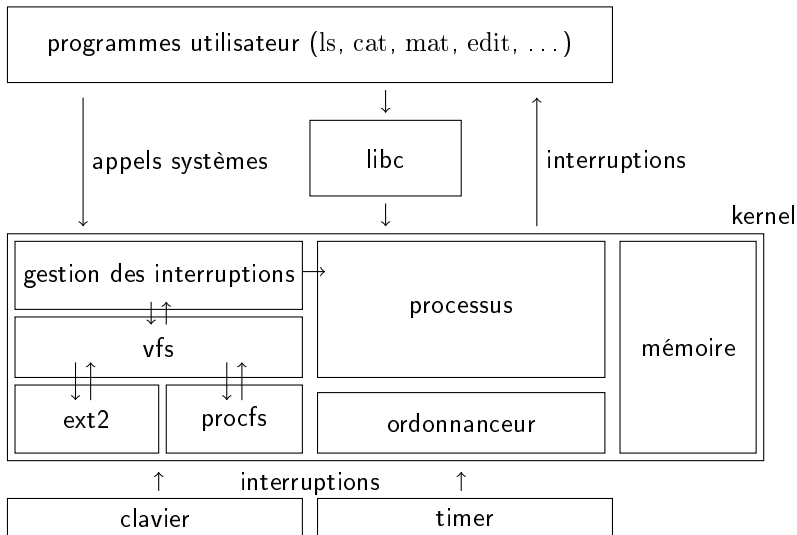 programmes utilisateur (ls, cat, mat, edit, ...)
appels systèmes
libc
interruptions
kernel
gestion des interruptions
processus
mémoire
vfs
ext2
procfs
ordonnanceur
interruptions
clavier
timer